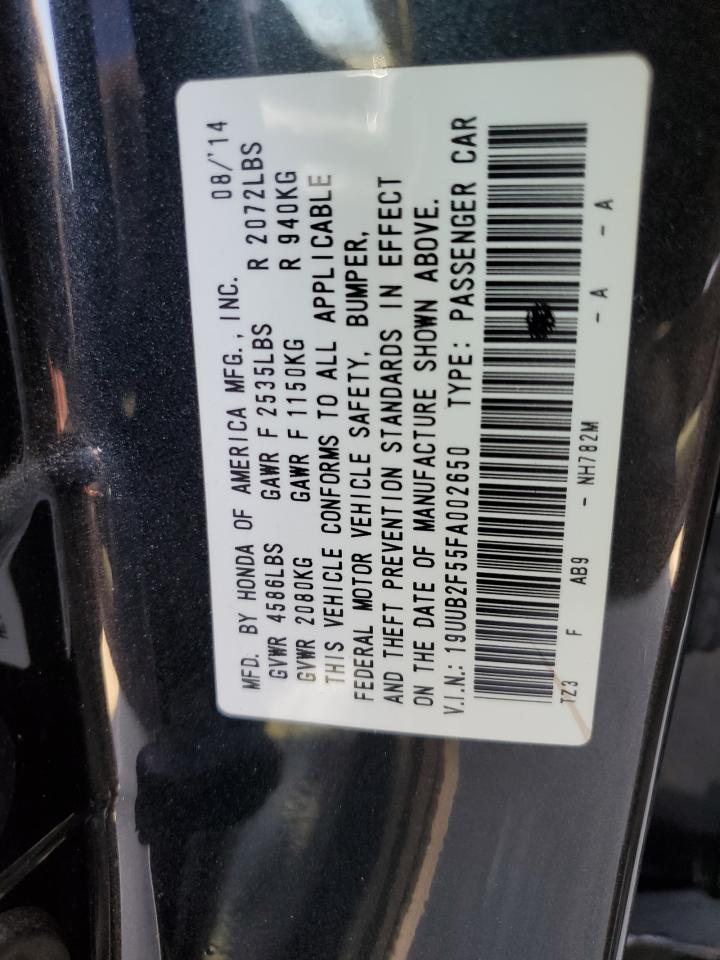 MFD. BY HONDA OF AMERICA MFG., INC. 08/'14
GVWR 4586LBS GAWR F 2535LBS R 2072LBS
GVWR 2080KG GAWR F 1150KG R 940KG
THIS VEHICLE CONFORMS TO ALL APPLICABLE
FEDERAL MOTOR VEHICLE SAFETY, BUMPER,
AND THEFT PREVENTION STANDARDS IN EFFECT
ON THE DATE OF MANUFACTURE SHOWN ABOVE.
V.I.N.: 19UUB2F55FA002650 TYPE: PASSENGER CAR
TZ3 F AB9 - NH782M - A - A